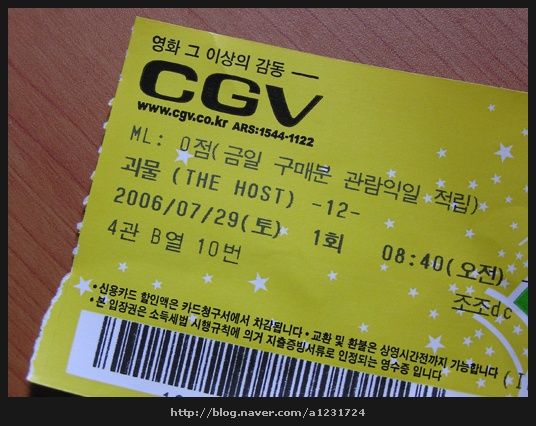 영화 그 이상의 감동
CGV
www.cgv.co.kr ARS:1544-1122
ML: 0점(금일 구매분 관람익일 적립)
괴물 (THE HOST) -12-
2006/07/29(토) 1회 08:40(오전)
4관 B열 10번
조조dc
• 신용카드 할인액은 카드청구서에서 차감됩니다 • 교환 및 환불은 상영시간전까지 가능합니다
• 본 입장권은 소득세법 시행규칙에 의거 지출증빙서류로 인정되는 영수증 입니다
http://blog.naver.com/a1231724